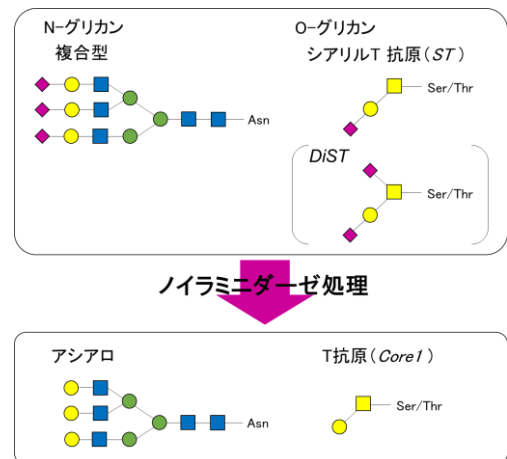 N-グリカン
複合型
Asn
O-グリカン
シアリルT 抗原(ST)
Ser/Thr
DiST
Ser/Thr
ノイラミニダーゼ処理
アシアロ
Asn
T抗原(Core1)
Ser/Thr